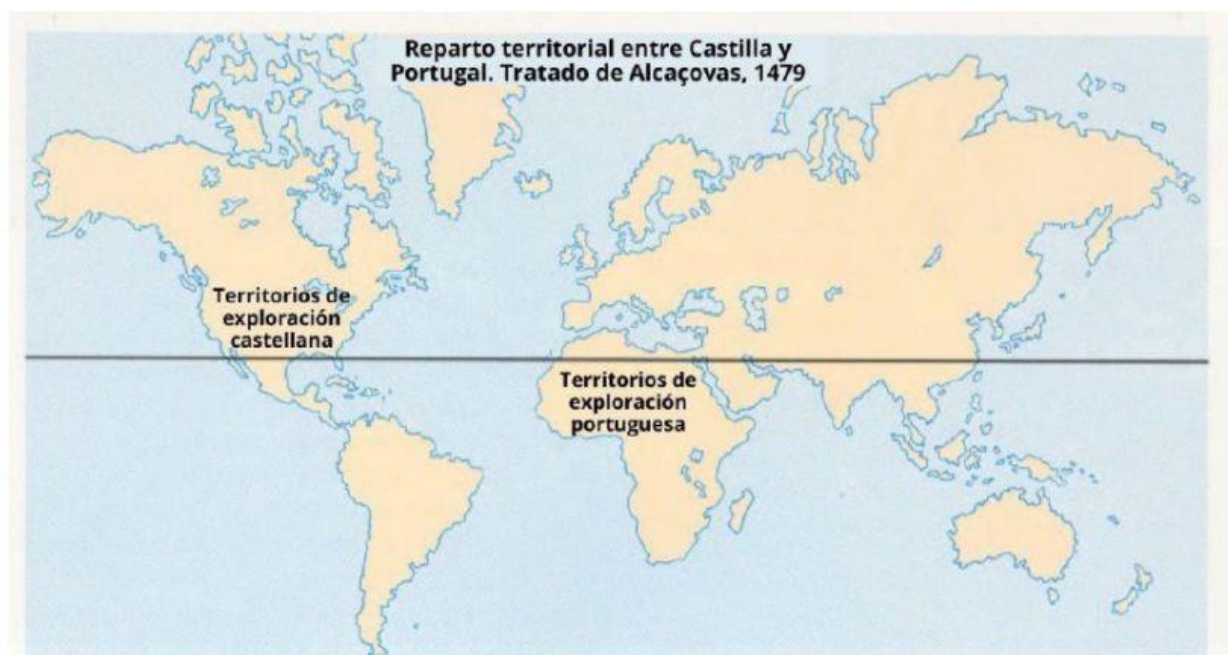 Reparto territorial entre Castilla y
Portugal. Tratado de Alcaçovas, 1479
Territorios de
exploración
castellana
Territorios de
exploración
portuguesa